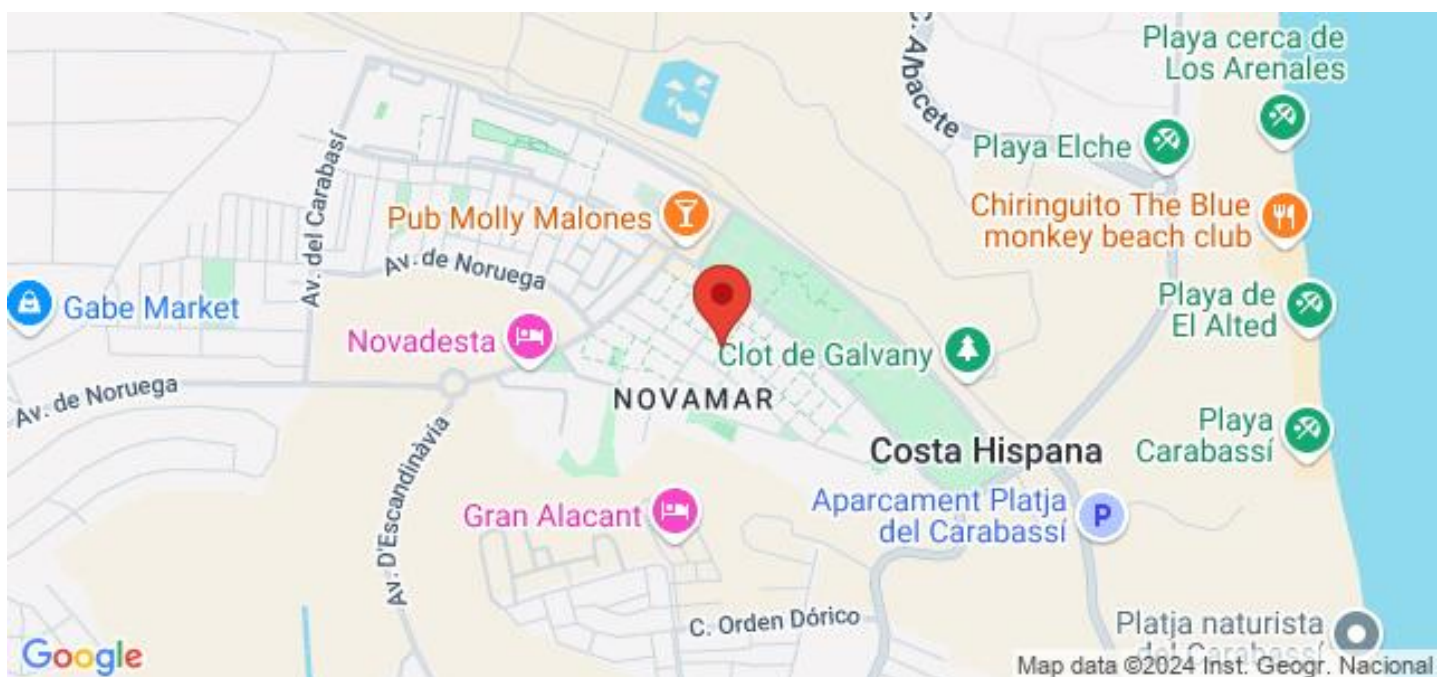 Playa cerca de
Los Arenales
C. Albacete
Playa Elche
Av. del Carabasí
Pub Molly Malones
Chiringuito The Blue
monkey beach club
Av. de Noruega
Gabe Market
Playa de
El Alted
Novadesta
Clot de Galvany
Av. de Noruega
NOVAMAR
Playa
Carabassí
Costa Hispana
Av. D'Escandinàvia
Gran Alacant
Aparcament Platja
del Carabassí
P
C. Orden Dórico
Platja naturista
del Carabassí
Google
Map data ©2024 Inst. Geogr. Nacional